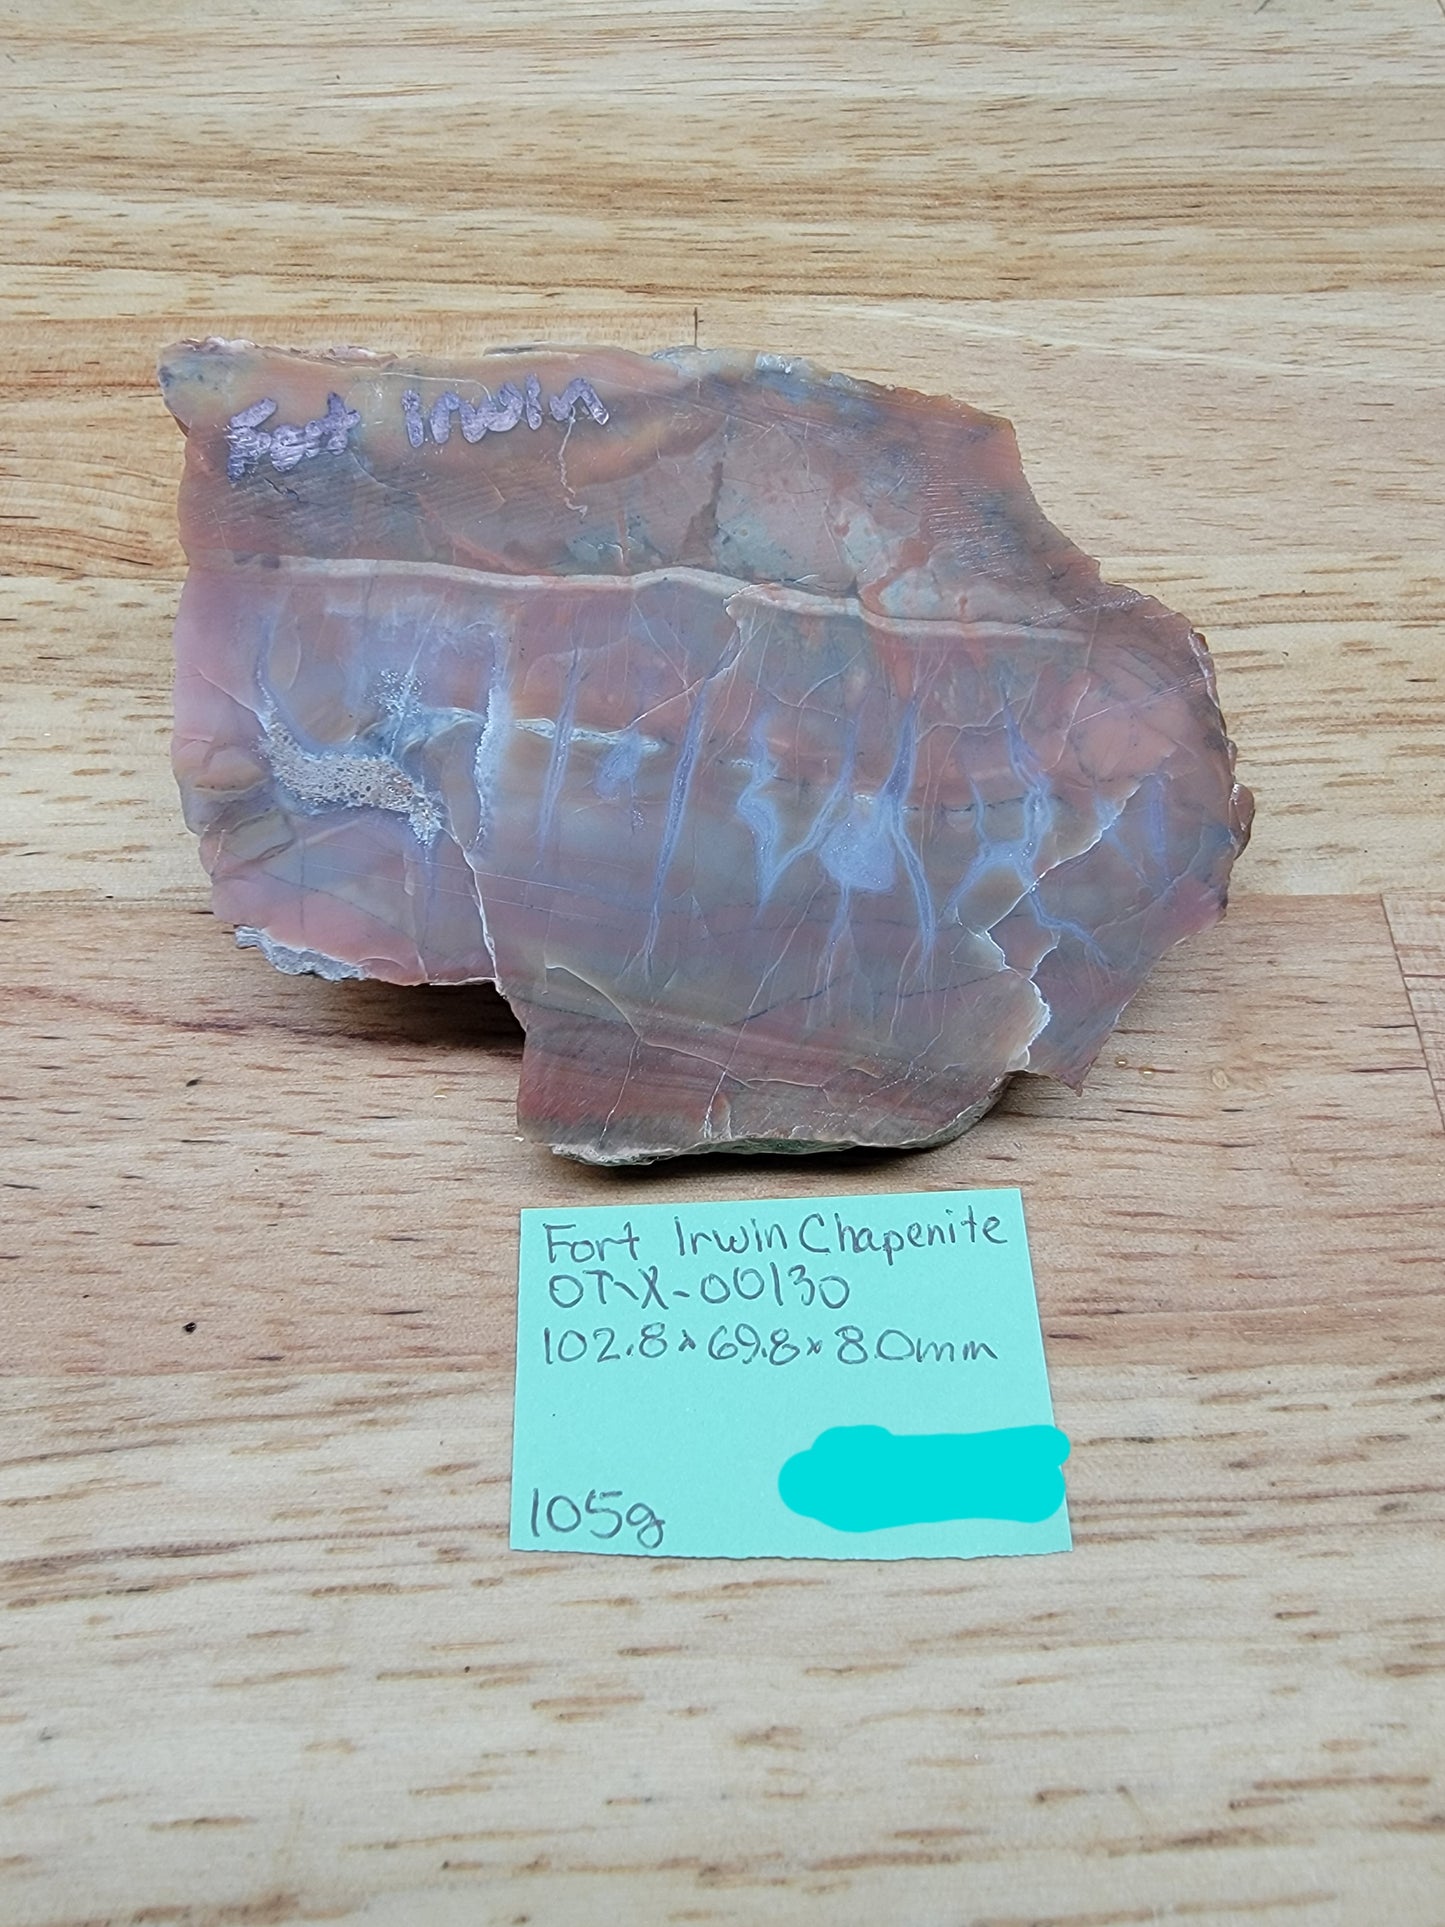 Fort Irwin
Fort Irwin Chapenite
OT-X-00130
102.8 x 69.8 x 8.0mm
105g